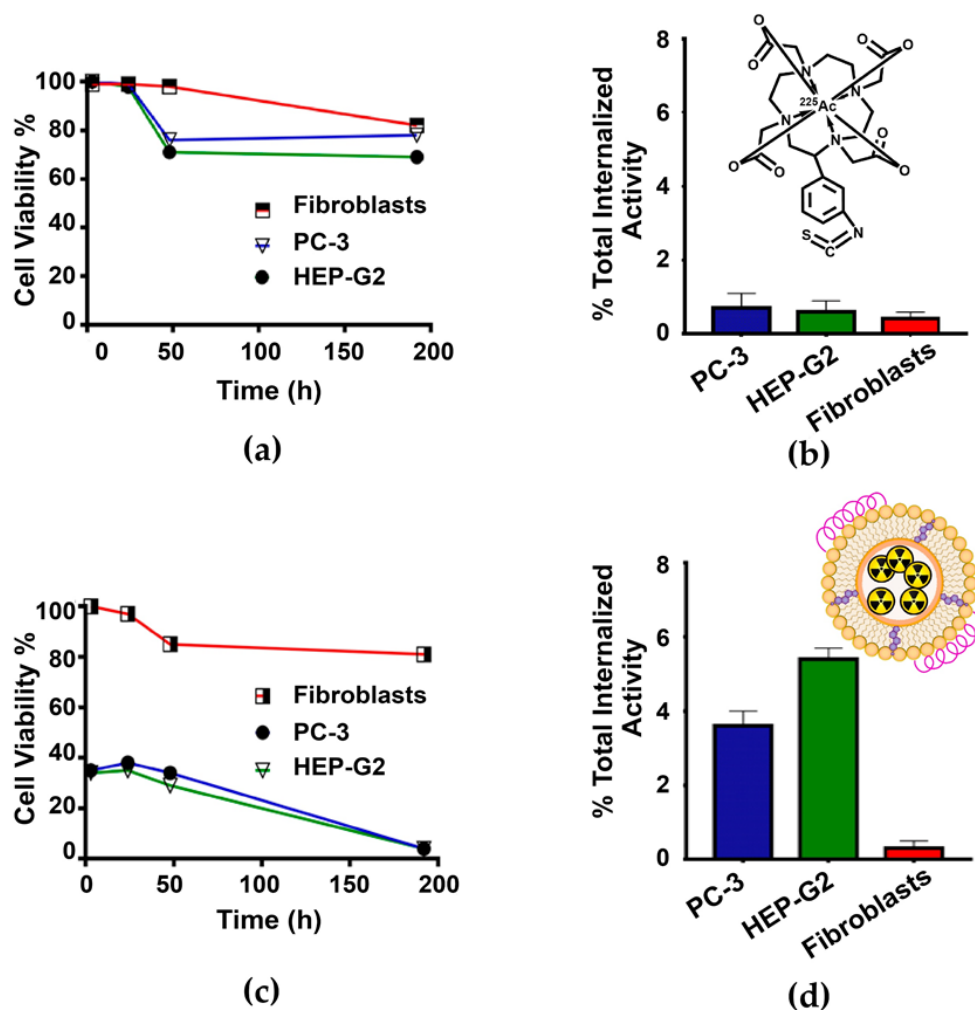 Cell Viability %
100
80
60
40
20
0
Fibroblasts
PC-3
HEP-G2
0 50 100 150 200
Time (h)
(a)
% Total Internalized
Activity
8
6
4
2
0
O O
O O
N
N N
225Ac
N
O O
O O
S C N
PC-3 HEP-G2 Fibroblasts
(b)
Cell Viability %
100
80
60
40
20
0
Fibroblasts
PC-3
HEP-G2
0 50 100 150 200
Time (h)
(c)
% Total Internalized
Activity
8
6
4
2
0
PC-3 HEP-G2 Fibroblasts
(d)